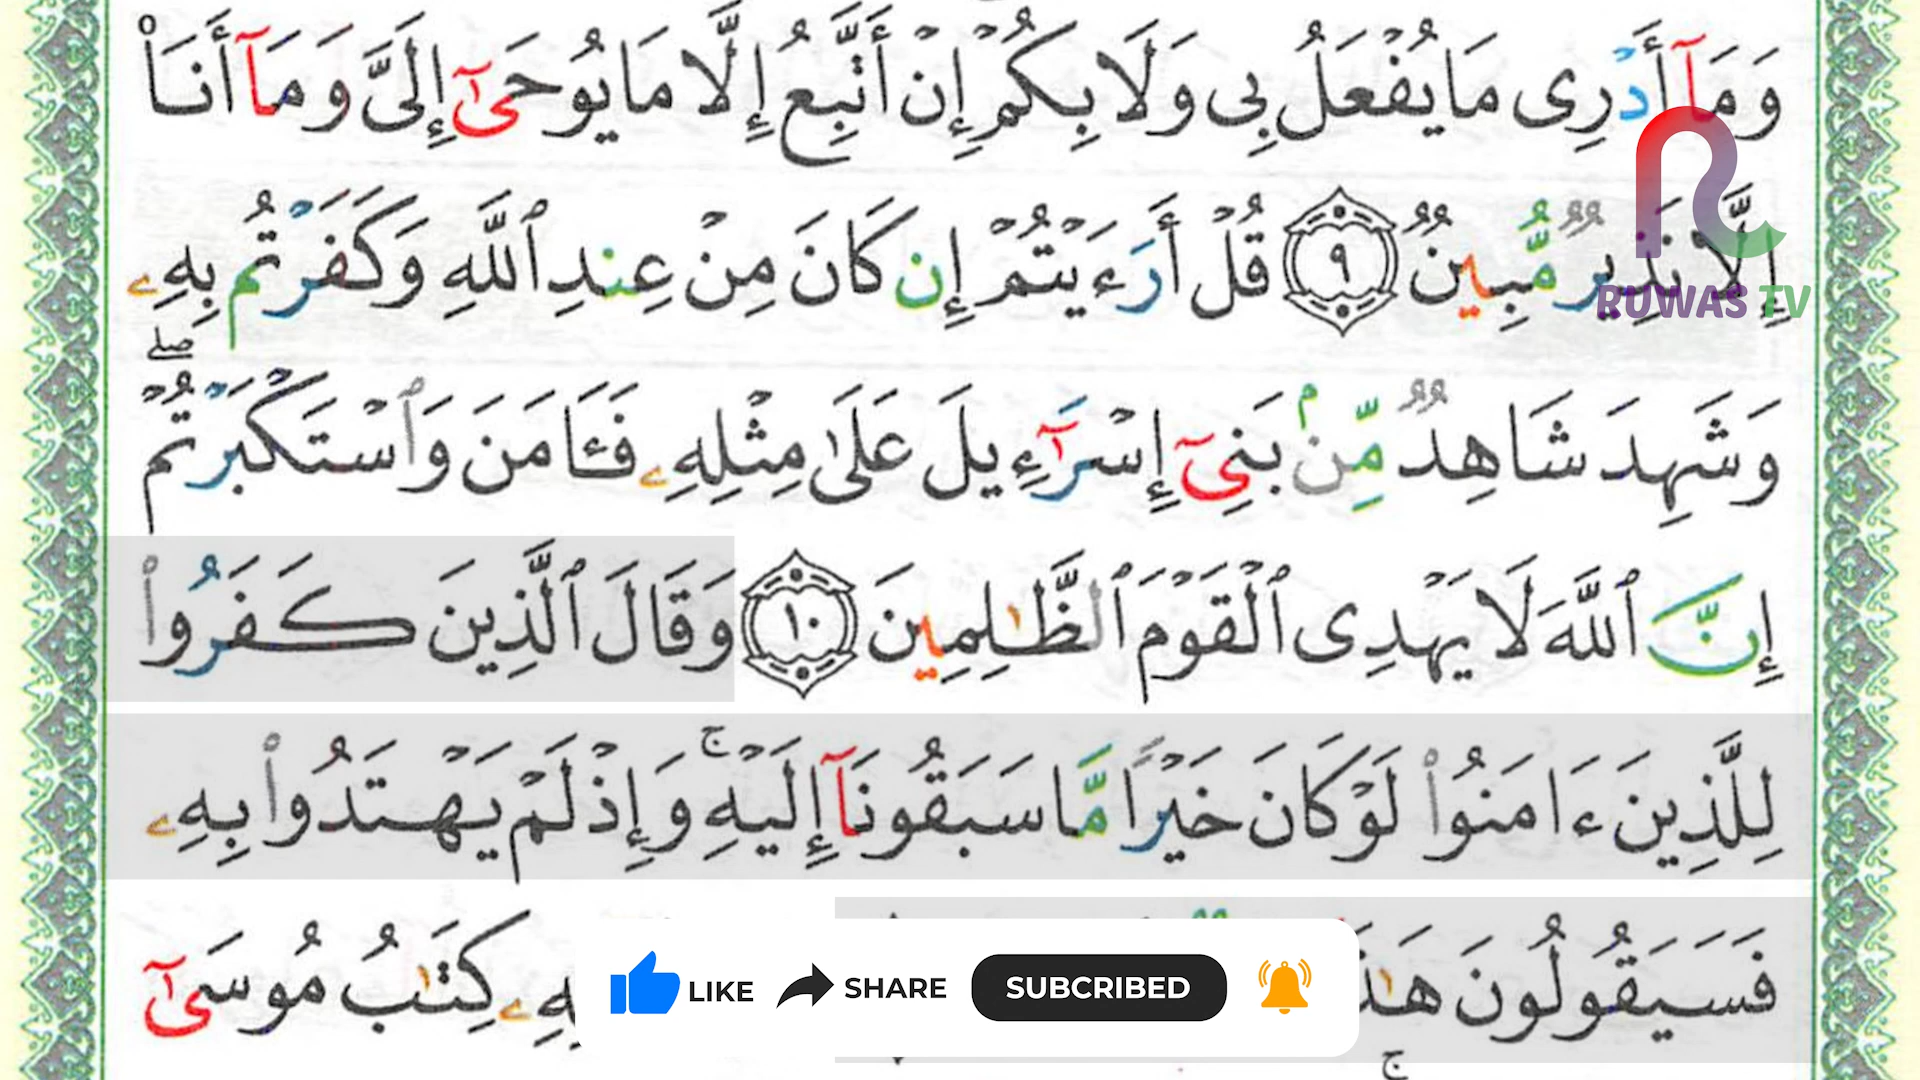 وَمَآ أَدۡرِى مَا يُفۡعَلُ بِى وَلَا بِكُمۡ إِنۡ أَتَّبِعُ إِلَّا مَا يُوحَىٰٓ إِلَىَّ وَمَآ أَنَا۠
إِلَّا نَذِيرٌ مُّبِينٌ ٩ قُلۡ أَرَءَيۡتُمۡ إِن كَانَ مِنۡ عِندِ ٱللَّهِ وَكَفَرۡتُم بِهِۦ
وَشَهِدَ شَاهِدٌ مِّنۢ بَنِىٓ إِسۡرَٰٓءِيلَ عَلَىٰ مِثۡلِهِۦ فَـَٔامَنَ وَٱسۡتَكۡبَرۡتُمۡۖ
إِنَّ ٱللَّهَ لَا يَهۡدِى ٱلۡقَوۡمَ ٱلظَّـٰلِمِينَ ١٠ وَقَالَ ٱلَّذِينَ كَفَرُوا۟
لِلَّذِينَ ءَامَنُوا۟ لَوۡ كَانَ خَيۡرًا مَّا سَبَقُونَآ إِلَيۡهِۚ وَإِذۡ لَمۡ يَهۡتَدُوا۟ بِهِۦ
فَسَيَقُولُونَ كِتَـٰبُ مُوسَىٰٓ
RUWAS TV
LIKE SHARE SUBCRIBED